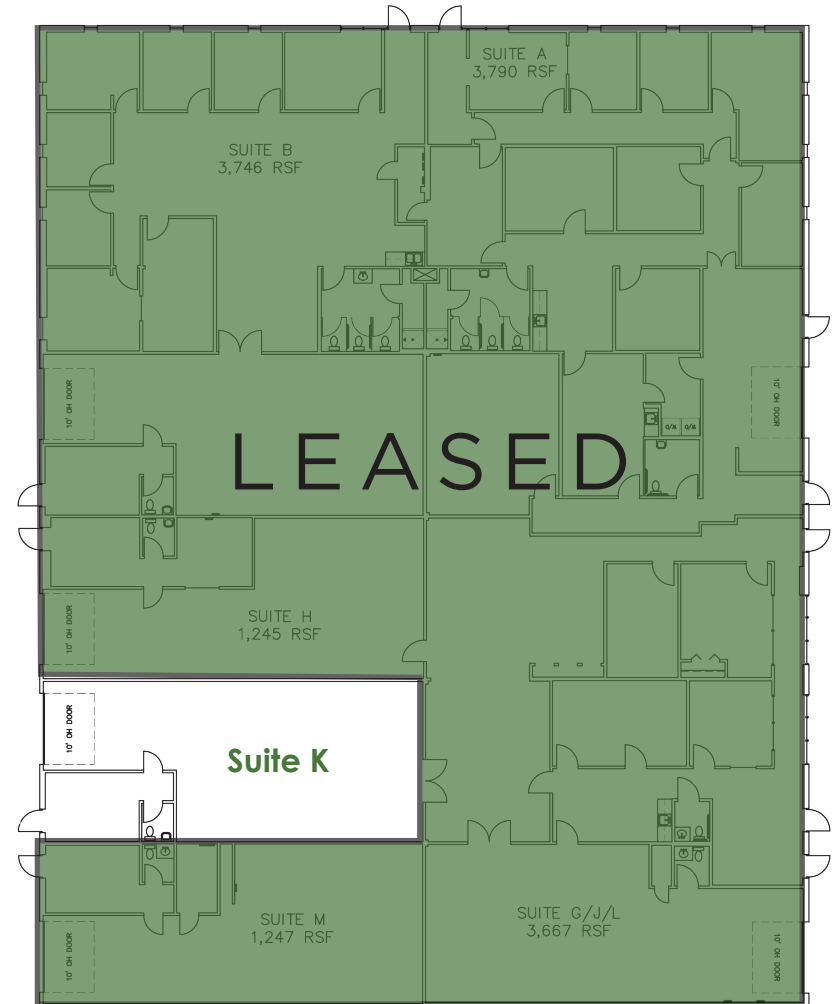 SUITE A
3,790 RSF
SUITE B
3,746 RSF
10' OH DOOR
10' OH DOOR
LEASED
O/H O/H
SUITE H
1,245 RSF
10' OH DOOR
10' OH DOOR
Suite K
SUITE M
1,247 RSF
SUITE G/J/L
3,667 RSF
10' OH DOOR
10' OH DOOR